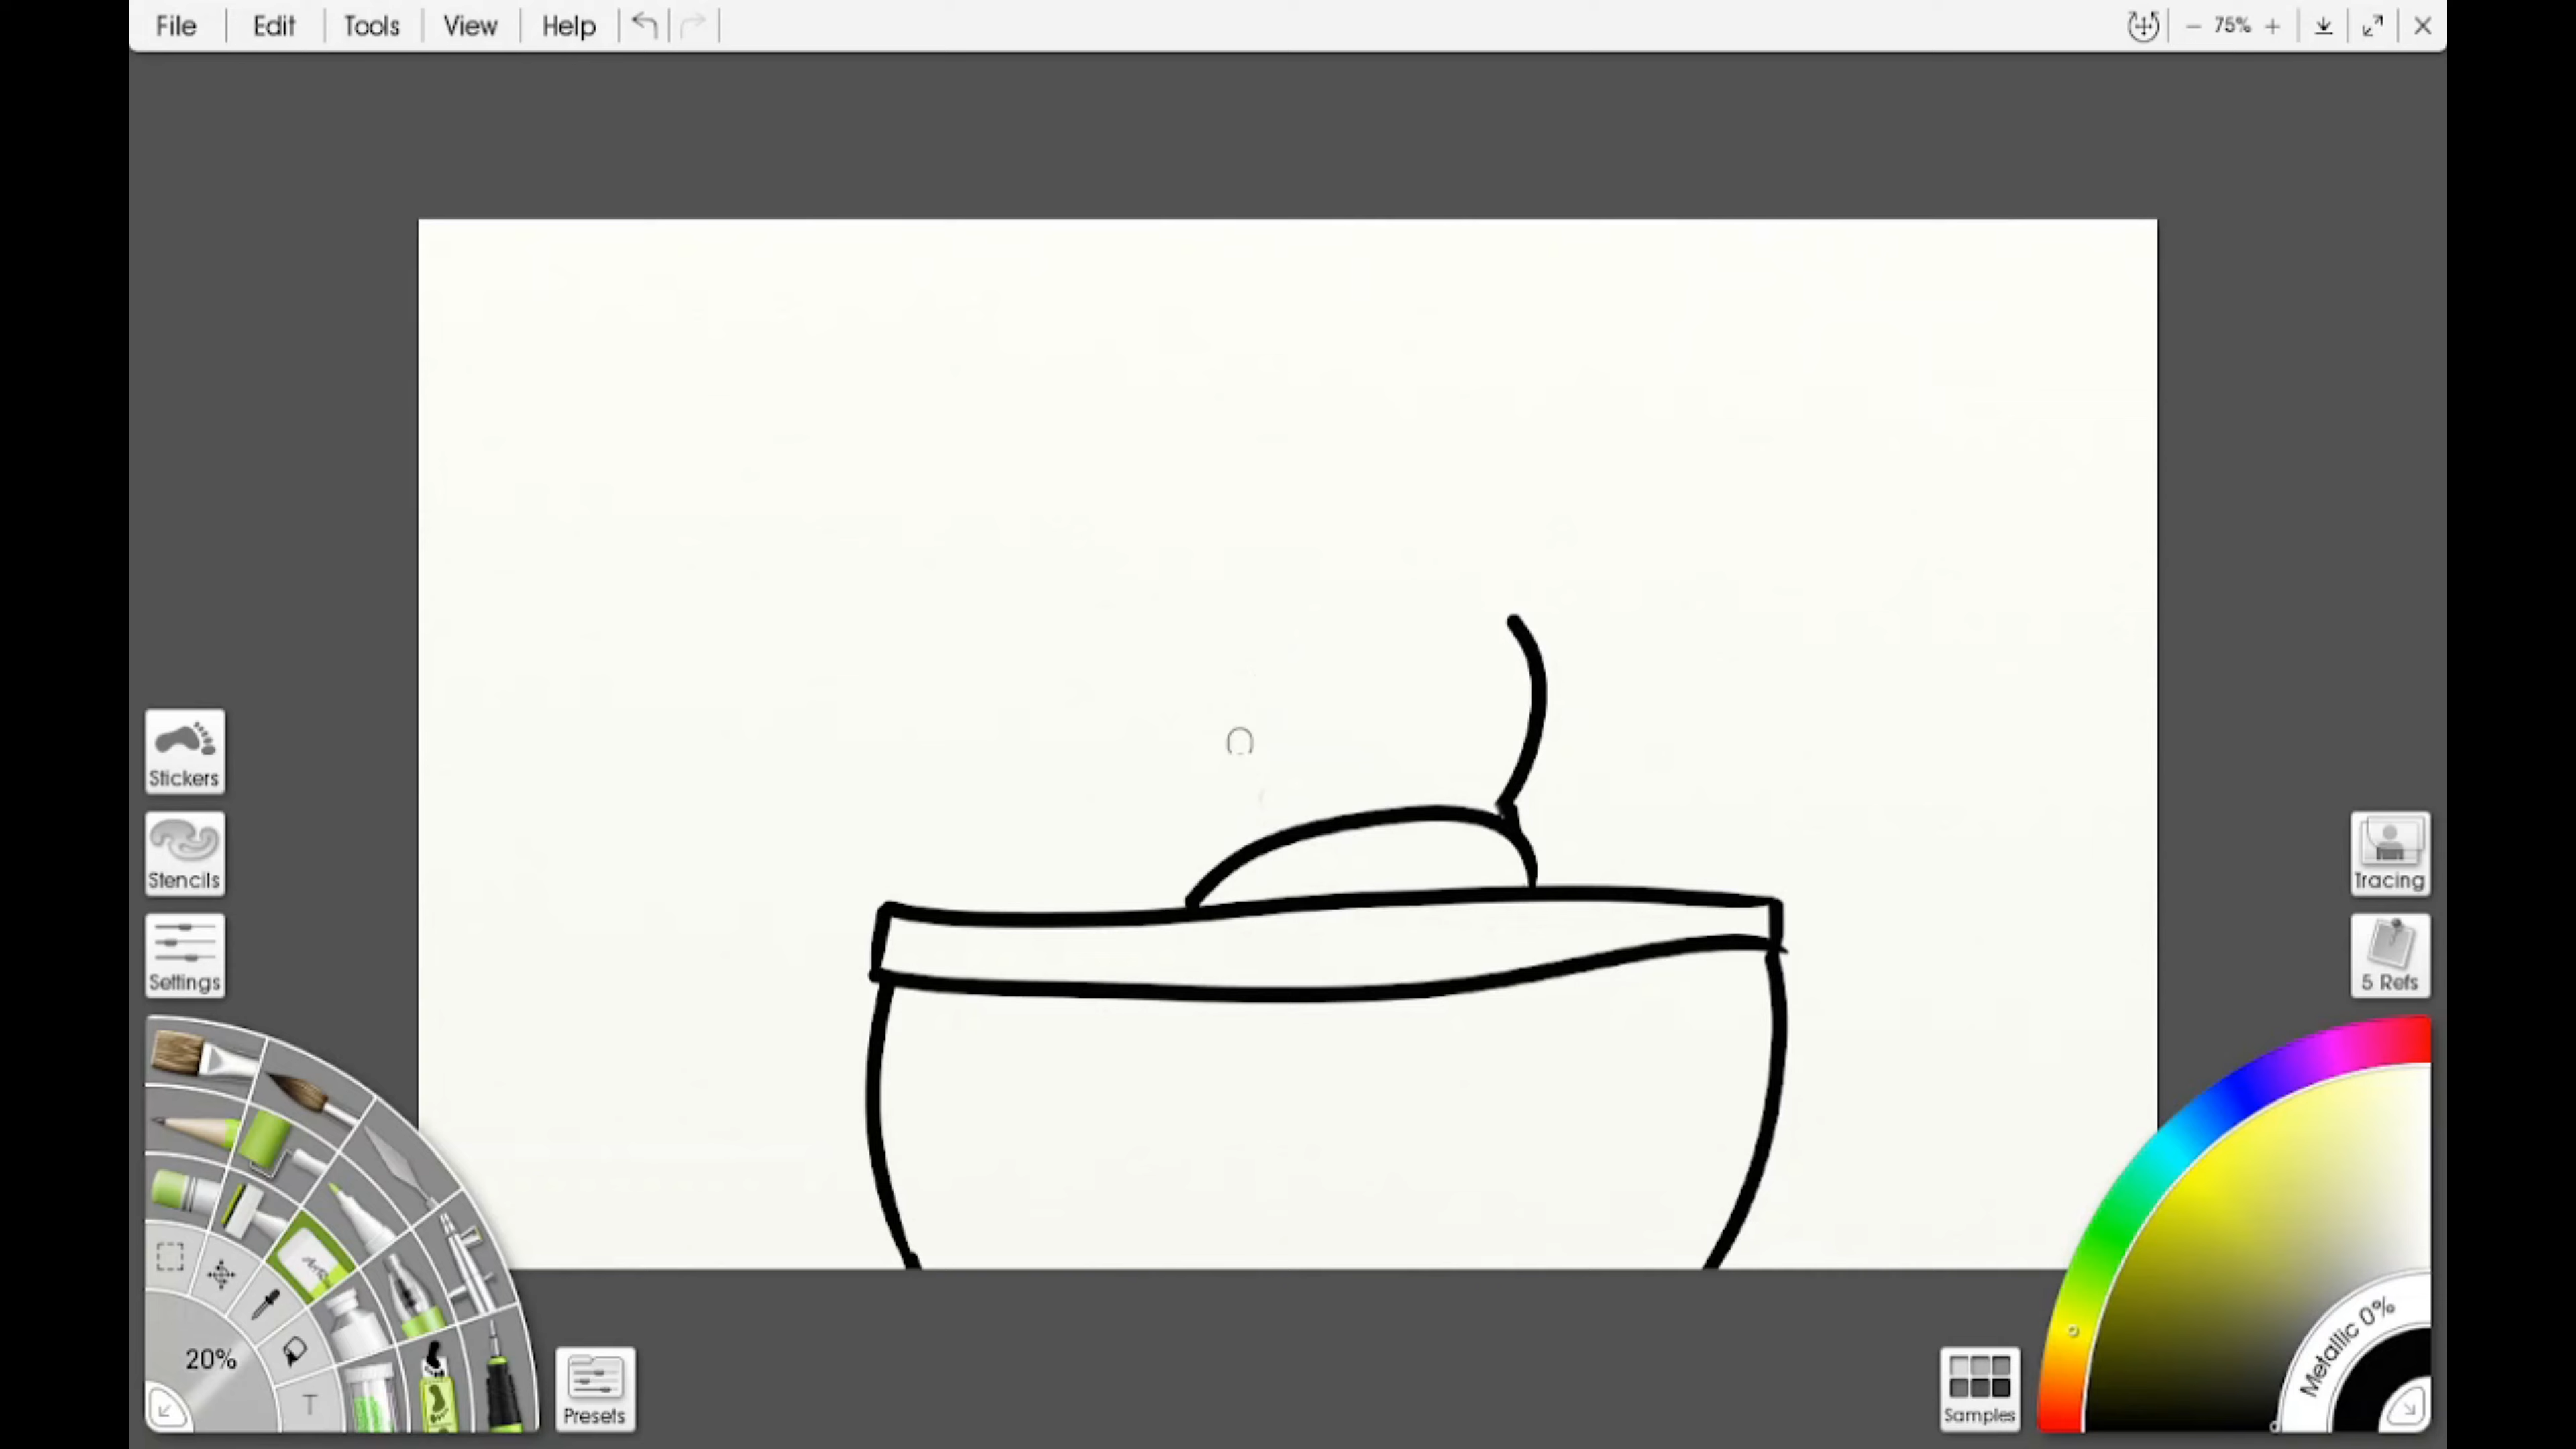 File Edit Tools View Help
75%
Stickers
Stencils
Settings
Tracing
5 Refs
20%
T
Presets
Metallic 0%
Samples